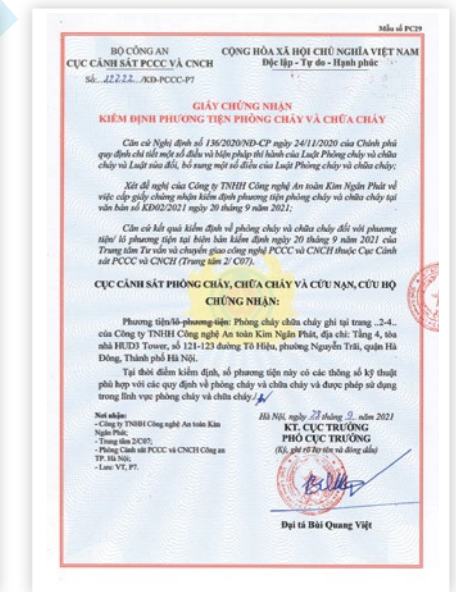 Mẫu số PC29
BỘ CÔNG AN
CỤC CẢNH SÁT PCCC VÀ CNCH
CỘNG HÒA XÃ HỘI CHỦ NGHĨA VIỆT NAM
Độc lập - Tự do - Hạnh phúc
Số: /KĐ-PCCC-P7
GIẤY CHỨNG NHẬN
KIỂM ĐỊNH PHƯƠNG TIỆN PHÒNG CHÁY VÀ CHỮA CHÁY
Căn cứ Nghị định số 136/2020/NĐ-CP ngày 24/11/2020 của Chính phủ
quy định chi tiết một số điều và biện pháp thi hành của Luật Phòng cháy và chữa
cháy và Luật sửa đổi, bổ sung một số điều của Luật Phòng cháy và chữa cháy;
Xét đề nghị của Công ty TNHH Công nghệ An toàn Kim Ngân Phát về
việc cấp giấy chứng nhận kiểm định phương tiện phòng cháy và chữa cháy tại
văn bản số KĐ02/2021 ngày 20 tháng 9 năm 2021;
Căn cứ kết quả kiểm định về phòng cháy và chữa cháy đối với phương
tiện/ lô phương tiện tại biên bản kiểm định ngày 20 tháng 9 năm 2021 của
Trung tâm Tư vấn và chuyển giao công nghệ PCCC và CNCH thuộc Cục Cảnh
sát PCCC và CNCH (Trung tâm 2/ C07).
CỤC CẢNH SÁT PHÒNG CHÁY, CHỮA CHÁY VÀ CỨU NẠN, CỨU HỘ
CHỨNG NHẬN:
Phương tiện/lô phương tiện: Phòng cháy chữa cháy ghi tại trang ..2-4..
của Công ty TNHH Công nghệ An toàn Kim Ngân Phát, địa chỉ: Tầng 4, tòa
nhà HUD3 Tower, số 121-123 đường Tô Hiệu, phường Nguyễn Trãi, quận Hà
Đông, Thành phố Hà Nội.
Tại thời điểm kiểm định, số phương tiện này có các thông số kỹ thuật
phù hợp với các quy định về phòng cháy và chữa cháy và được phép sử dụng
trong lĩnh vực phòng cháy và chữa cháy./.
Nơi nhận:
- Công ty TNHH Công nghệ An toàn Kim
Ngân Phát;
- Trung tâm 2/C07;
- Phòng Cảnh sát PCCC và CNCH Công an
TP. Hà Nội;
- Lưu: VT, P7.
Hà Nội, ngày 28 tháng 9 năm 2021
KT. CỤC TRƯỞNG
PHÓ CỤC TRƯỞNG
(Ký, ghi rõ họ tên và đóng dấu)
Đại tá Bùi Quang Việt